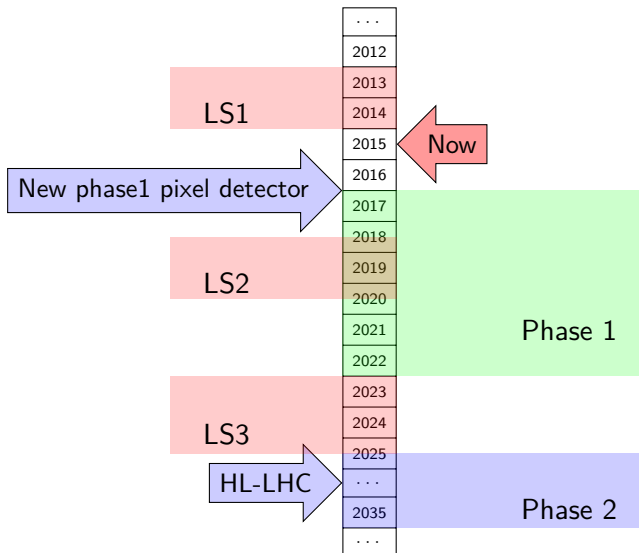 · · ·
2012
2013
2014
LS1
2015
Now
2016
New phase1 pixel detector
2017
2018
2019
LS2
2020
2021
Phase 1
2022
2023
2024
LS3
2025
HL-LHC
· · ·
2035
Phase 2
· · ·